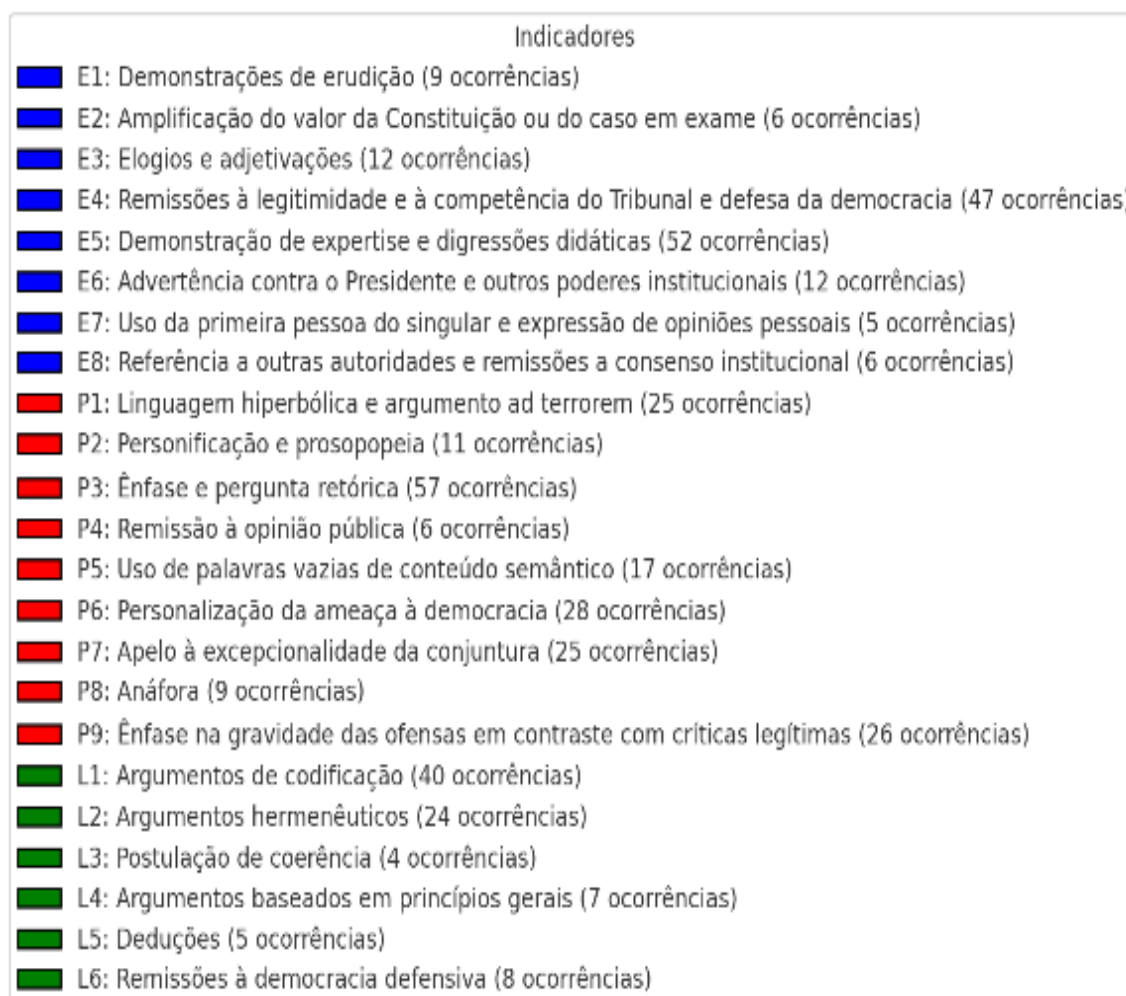 Indicadores
E1: Demonstrações de erudição (9 ocorrências)
E2: Amplificação do valor da Constituição ou do caso em exame (6 ocorrências)
E3: Elogios e adjetivações (12 ocorrências)
E4: Remissões à legitimidade e à competência do Tribunal e defesa da democracia (47 ocorrências)
E5: Demonstração de expertise e digressões didáticas (52 ocorrências)
E6: Advertência contra o Presidente e outros poderes institucionais (12 ocorrências)
E7: Uso da primeira pessoa do singular e expressão de opiniões pessoais (5 ocorrências)
E8: Referência a outras autoridades e remissões a consenso institucional (6 ocorrências)
P1: Linguagem hiperbólica e argumento ad terrorem (25 ocorrências)
P2: Personificação e prosopopeia (11 ocorrências)
P3: Ênfase e pergunta retórica (57 ocorrências)
P4: Remissão à opinião pública (6 ocorrências)
P5: Uso de palavras vazias de conteúdo semântico (17 ocorrências)
P6: Personalização da ameaça à democracia (28 ocorrências)
P7: Apelo à excepcionalidade da conjuntura (25 ocorrências)
P8: Anáfora (9 ocorrências)
P9: Ênfase na gravidade das ofensas em contraste com críticas legítimas (26 ocorrências)
L1: Argumentos de codificação (40 ocorrências)
L2: Argumentos hermenêuticos (24 ocorrências)
L3: Postulação de coerência (4 ocorrências)
L4: Argumentos baseados em princípios gerais (7 ocorrências)
L5: Deduções (5 ocorrências)
L6: Remissões à democracia defensiva (8 ocorrências)